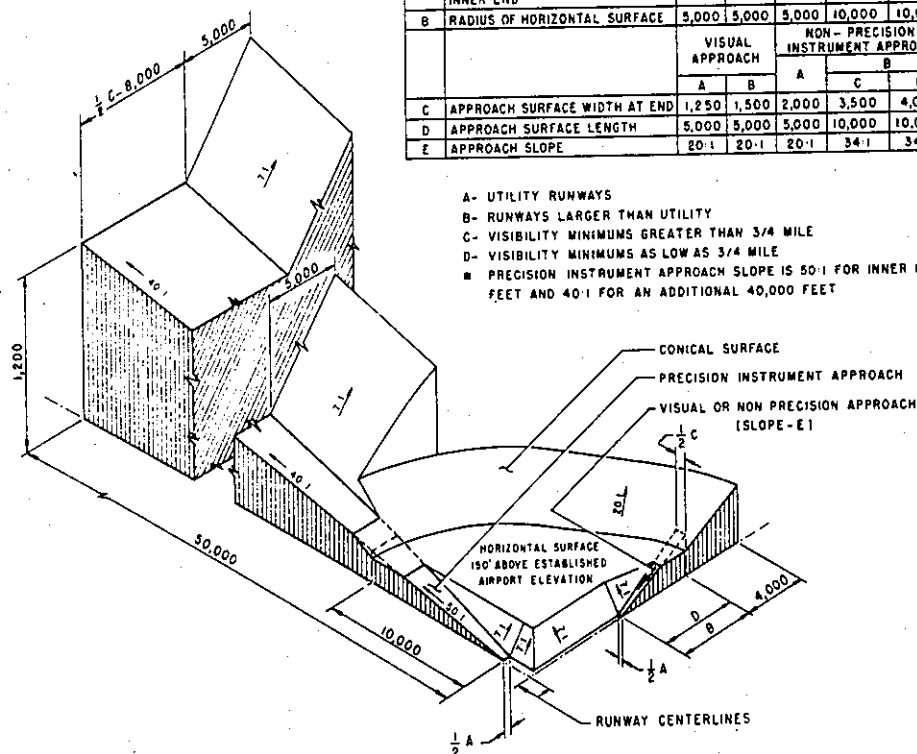 INNER END
B RADIUS OF HORIZONTAL SURFACE 5,000 5,000 5,000 10,000
VISUAL APPROACH
NON-PRECISION
A B A B
C
C APPROACH SURFACE WIDTH AT END 1,250 1,500 2,000 3,500
D APPROACH SURFACE LENGTH 5,000 5,000 5,000 10,000
E APPROACH SLOPE 20:1 20:1 20:1 34:1
A- UTILITY RUNWAYS
B- RUNWAYS LARGER THAN UTILITY
C- VISIBILITY MINIMUMS GREATER THAN 3/4 MILE
D- VISIBILITY MINIMUMS AS LOW AS 3/4 MILE
■ PRECISION INSTRUMENT APPROACH SLOPE IS 50:1 FOR INNER
FEET AND 40:1 FOR AN ADDITIONAL 40,000 FEET
5,000
C-8,000
7:1
40:1
5,000
1,200
7:1
CONICAL SURFACE
PRECISION INSTRUMENT APPROACH
VISUAL OR NON PRECISION APPROACH
[SLOPE-E]
1/2 C
40:1
20:1
HORIZONTAL SURFACE
150' ABOVE ESTABLISHED
AIRPORT ELEVATION
50,000
50:1
7:1
7:1
7:1
7:1
4,000
D
B
10,000
1/2 A
RUNWAY CENTERLINES
1/2 A